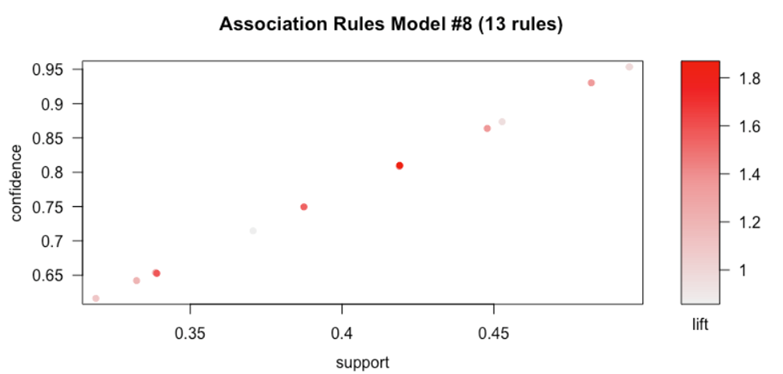 Association Rules Model #8 (13 rules)
0.95
0.9
0.85
0.8
0.75
0.7
0.65
confidence
0.35 0.4 0.45
support
1.8
1.6
1.4
1.2
1
lift